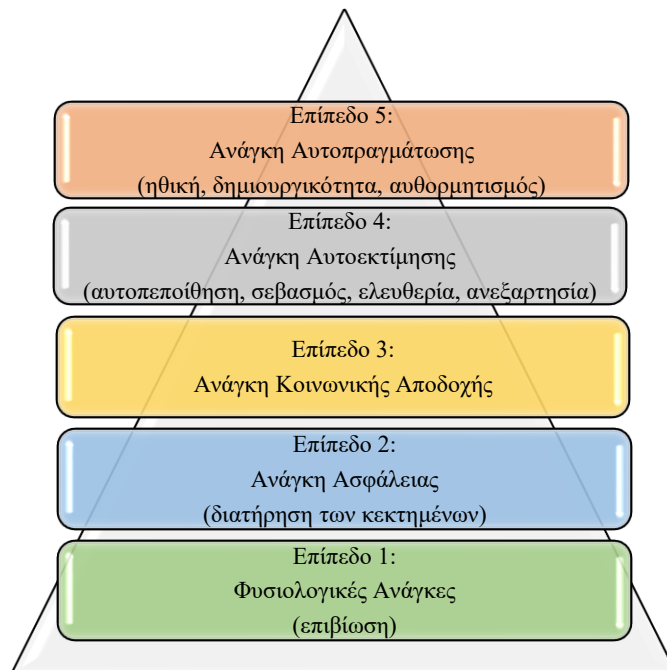 Επίπεδο 5:
Ανάγκη Αυτοπραγμάτωσης
(ηθική, δημιουργικότητα, αυθορμητισμός)
Επίπεδο 4:
Ανάγκη Αυτοεκτίμησης
(αυτοπεποίθηση, σεβασμός, ελευθερία, ανεξαρτησία)
Επίπεδο 3:
Ανάγκη Κοινωνικής Αποδοχής
Επίπεδο 2:
Ανάγκη Ασφάλειας
(διατήρηση των κεκτημένων)
Επίπεδο 1:
Φυσιολογικές Ανάγκες
(επιβίωση)